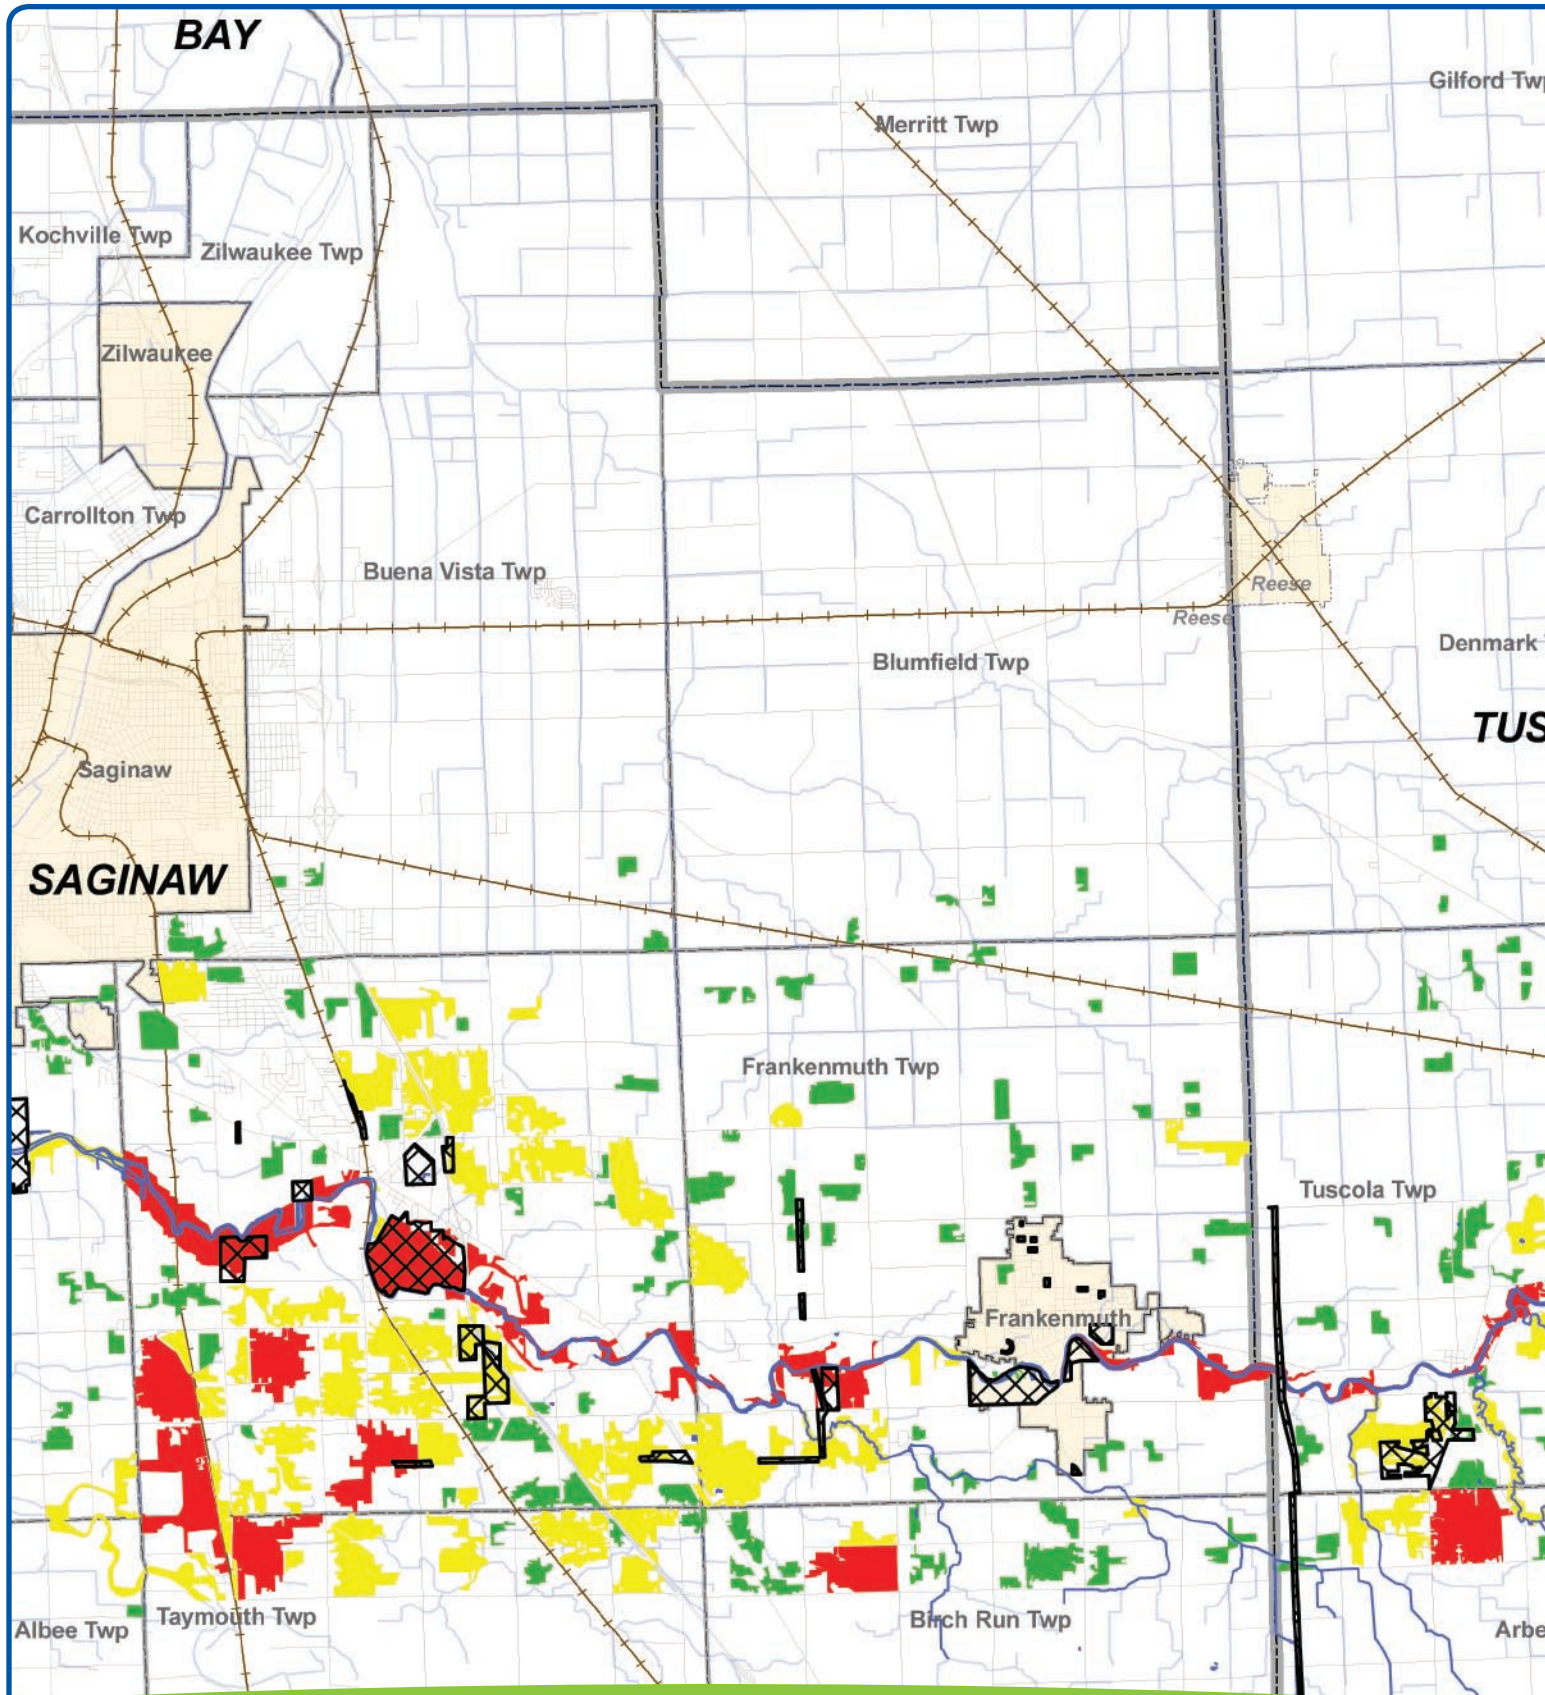 BAY
Gilford Twp
Merritt Twp
Kochville Twp
Zilwaukee Twp
Zilwaukee
Carrollton Twp
Buena Vista Twp
Reese
Reese
Denmark
Blumfield Twp
TUS
Saginaw
SAGINAW
Frankenmuth Twp
Tuscola Twp
Frankenmuth
Albee Twp
Taymouth Twp
Birch Run Twp
Arbe